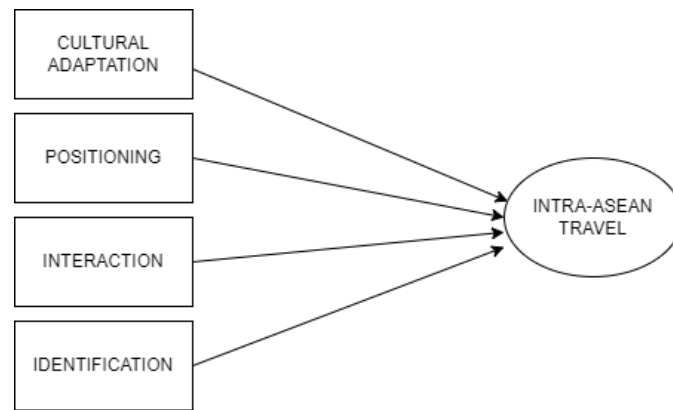 CULTURAL
ADAPTATION
POSITIONING
INTERACTION
IDENTIFICATION
INTRA-ASEAN
TRAVEL